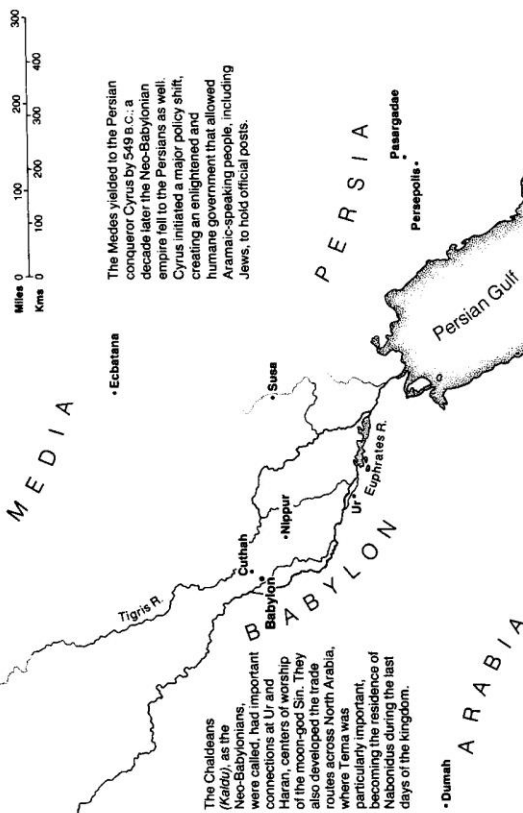 Miles 0 100 200 300
Kms 0 100 200 300 400
The Medes yielded to the Persian
conqueror Cyrus by 549 B.C.; a
decade later the Neo-Babylonian
empire fell to the Persians as well.
Cyrus initiated a major policy shift,
creating an enlightened and
humane government that allowed
Aramaic-speaking people, including
Jews, to hold official posts.
MEDIA
Ecbatana
PERSIA
Pasargadae
Persepolis
Susa
Persian Gulf
Tigris R.
Cuthah
Nippur
Babylon
Ur
Euphrates R.
BABYLON
The Chaldeans
(Kaldu), as the
Neo-Babylonians,
were called, had important
connections at Ur and
Haran, centers of worship
of the moon-god Sin. They
also developed the trade
routes across North Arabia,
where Tema was
particularly important,
becoming the residence of
Nabonidus during the last
days of the kingdom.
Dumah
ARABIA